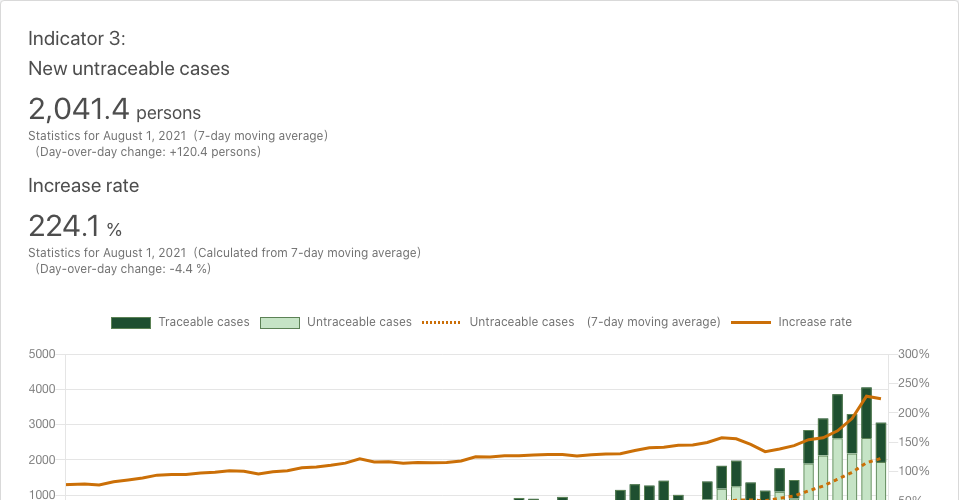 Indicator 3:
New untraceable cases
2,041.4 persons
Statistics for August 1, 2021 (7-day moving average)
(Day-over-day change: +120.4 persons)
Increase rate
224.1 %
Statistics for August 1, 2021 (Calculated from 7-day moving average)
(Day-over-day change: -4.4 %)
Traceable cases Untraceable cases Untraceable cases (7-day moving average) Increase rate
5000 300%
4000 250%
3000 200%
2000 150%
1000 100%
50%